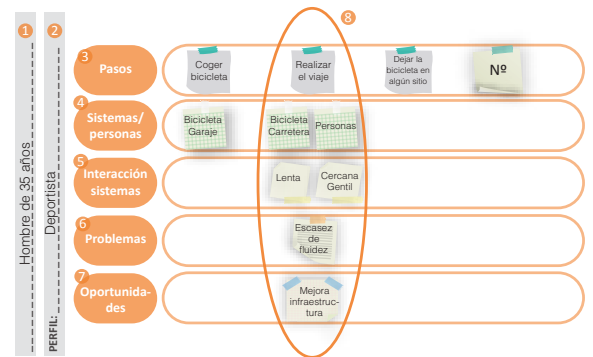 1
2
8
Hombre de 35 años
PERFIL:
Deportista
3
Pasos
Coger
bicicleta
Realizar
el viaje
Dejar la
bicicleta en
algún sitio
Nº
4
Sistemas/
personas
Bicicleta
Garaje
Bicicleta
Carretera
Personas
5
Interacción
sistemas
Lenta
Cercana
Gentil
6
Problemas
Escasez
de
fluidez
7
Oportunida-
des
Mejora
infraestruc-
tura